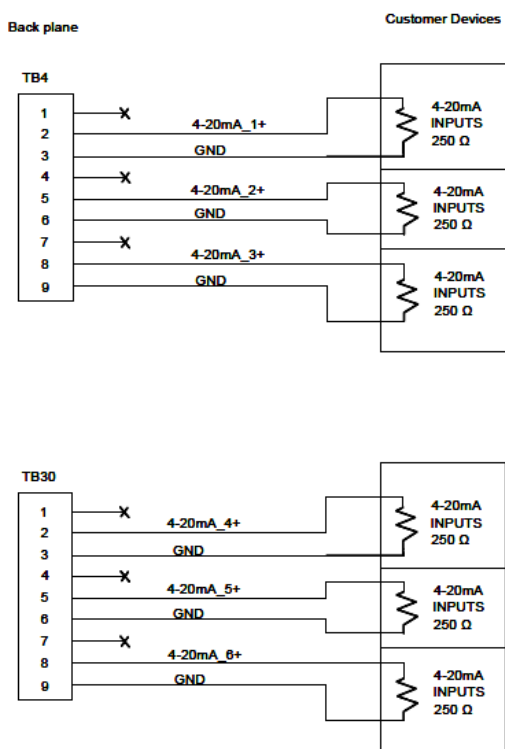 Back plane
Customer Devices
TB4
1
2
3
4
5
6
7
8
9
4-20mA_1+
GND
4-20mA_2+
GND
4-20mA_3+
GND
4-20mA
INPUTS
250 Ω
4-20mA
INPUTS
250 Ω
4-20mA
INPUTS
250 Ω
TB30
1
2
3
4
5
6
7
8
9
4-20mA_4+
GND
4-20mA_5+
GND
4-20mA_6+
GND
4-20mA
INPUTS
250 Ω
4-20mA
INPUTS
250 Ω
4-20mA
INPUTS
250 Ω